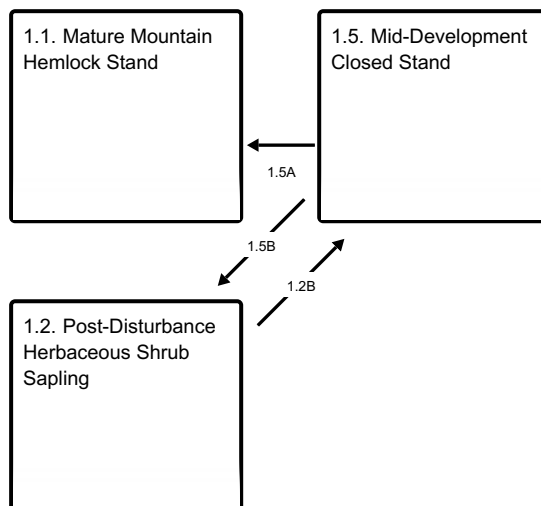 1.1. Mature Mountain
Hemlock Stand
1.5. Mid-Development
Closed Stand
1.5A
1.5B
1.2B
1.2. Post-Disturbance
Herbaceous Shrub
Sapling